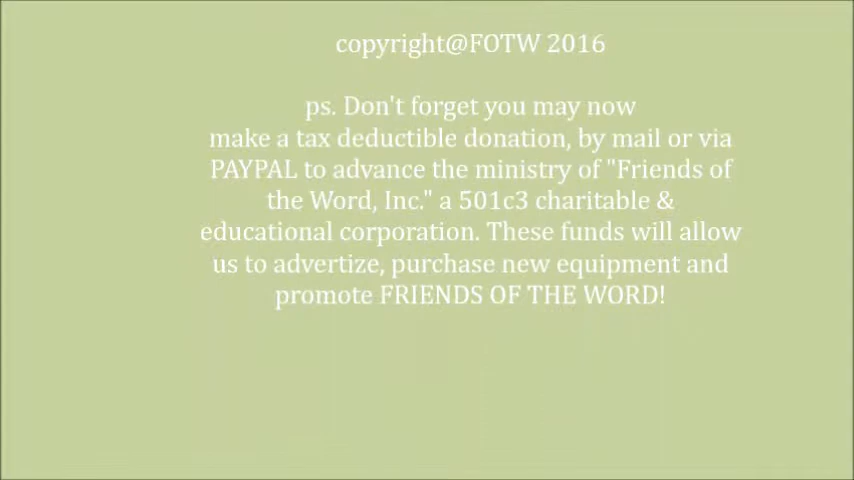 copyright@FOTW 2016
ps. Don't forget you may now
make a tax deductible donation, by mail or via
PAYPAL to advance the ministry of "Friends of
the Word, Inc." a 501c3 charitable &
educational corporation. These funds will allow
us to advertize, purchase new equipment and
promote FRIENDS OF THE WORD!